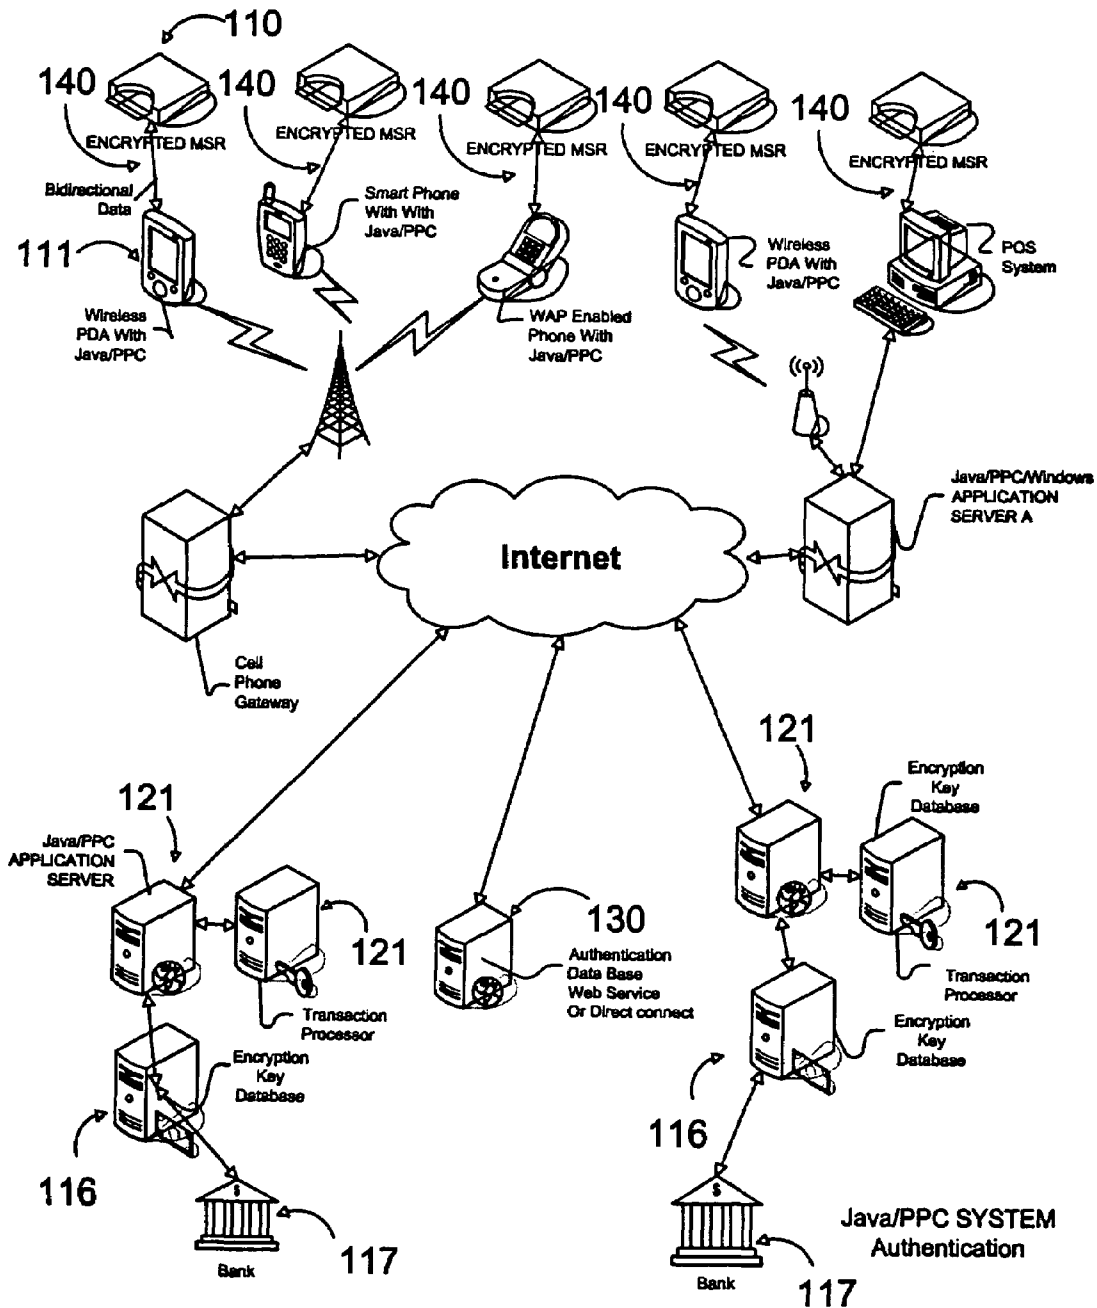 110
140
140
140
140
140
ENCRYPTED MSR
ENCRYPTED MSR
ENCRYPTED MSR
ENCRYPTED MSR
ENCRYPTED MSR
Bidirectional
Data
111
Smart Phone
With With
Java/PPC
Wireless
PDA With
Java/PPC
POS
System
Wireless
PDA With
Java/PPC
WAP Enabled
Phone With
Java/PPC
Java/PPC/Windows
APPLICATION
SERVER A
Internet
Cell
Phone
Gateway
121
Encryption
Key
Database
121
Java/PPC
APPLICATION
SERVER
121
130
121
Authentication
Data Base
Web Service
Or Direct connect
Transaction
Processor
Transaction
Processor
Encryption
Key
Database
Encryption
Key
Database
116
116
117
Bank
117
Bank
Java/PPC SYSTEM
Authentication